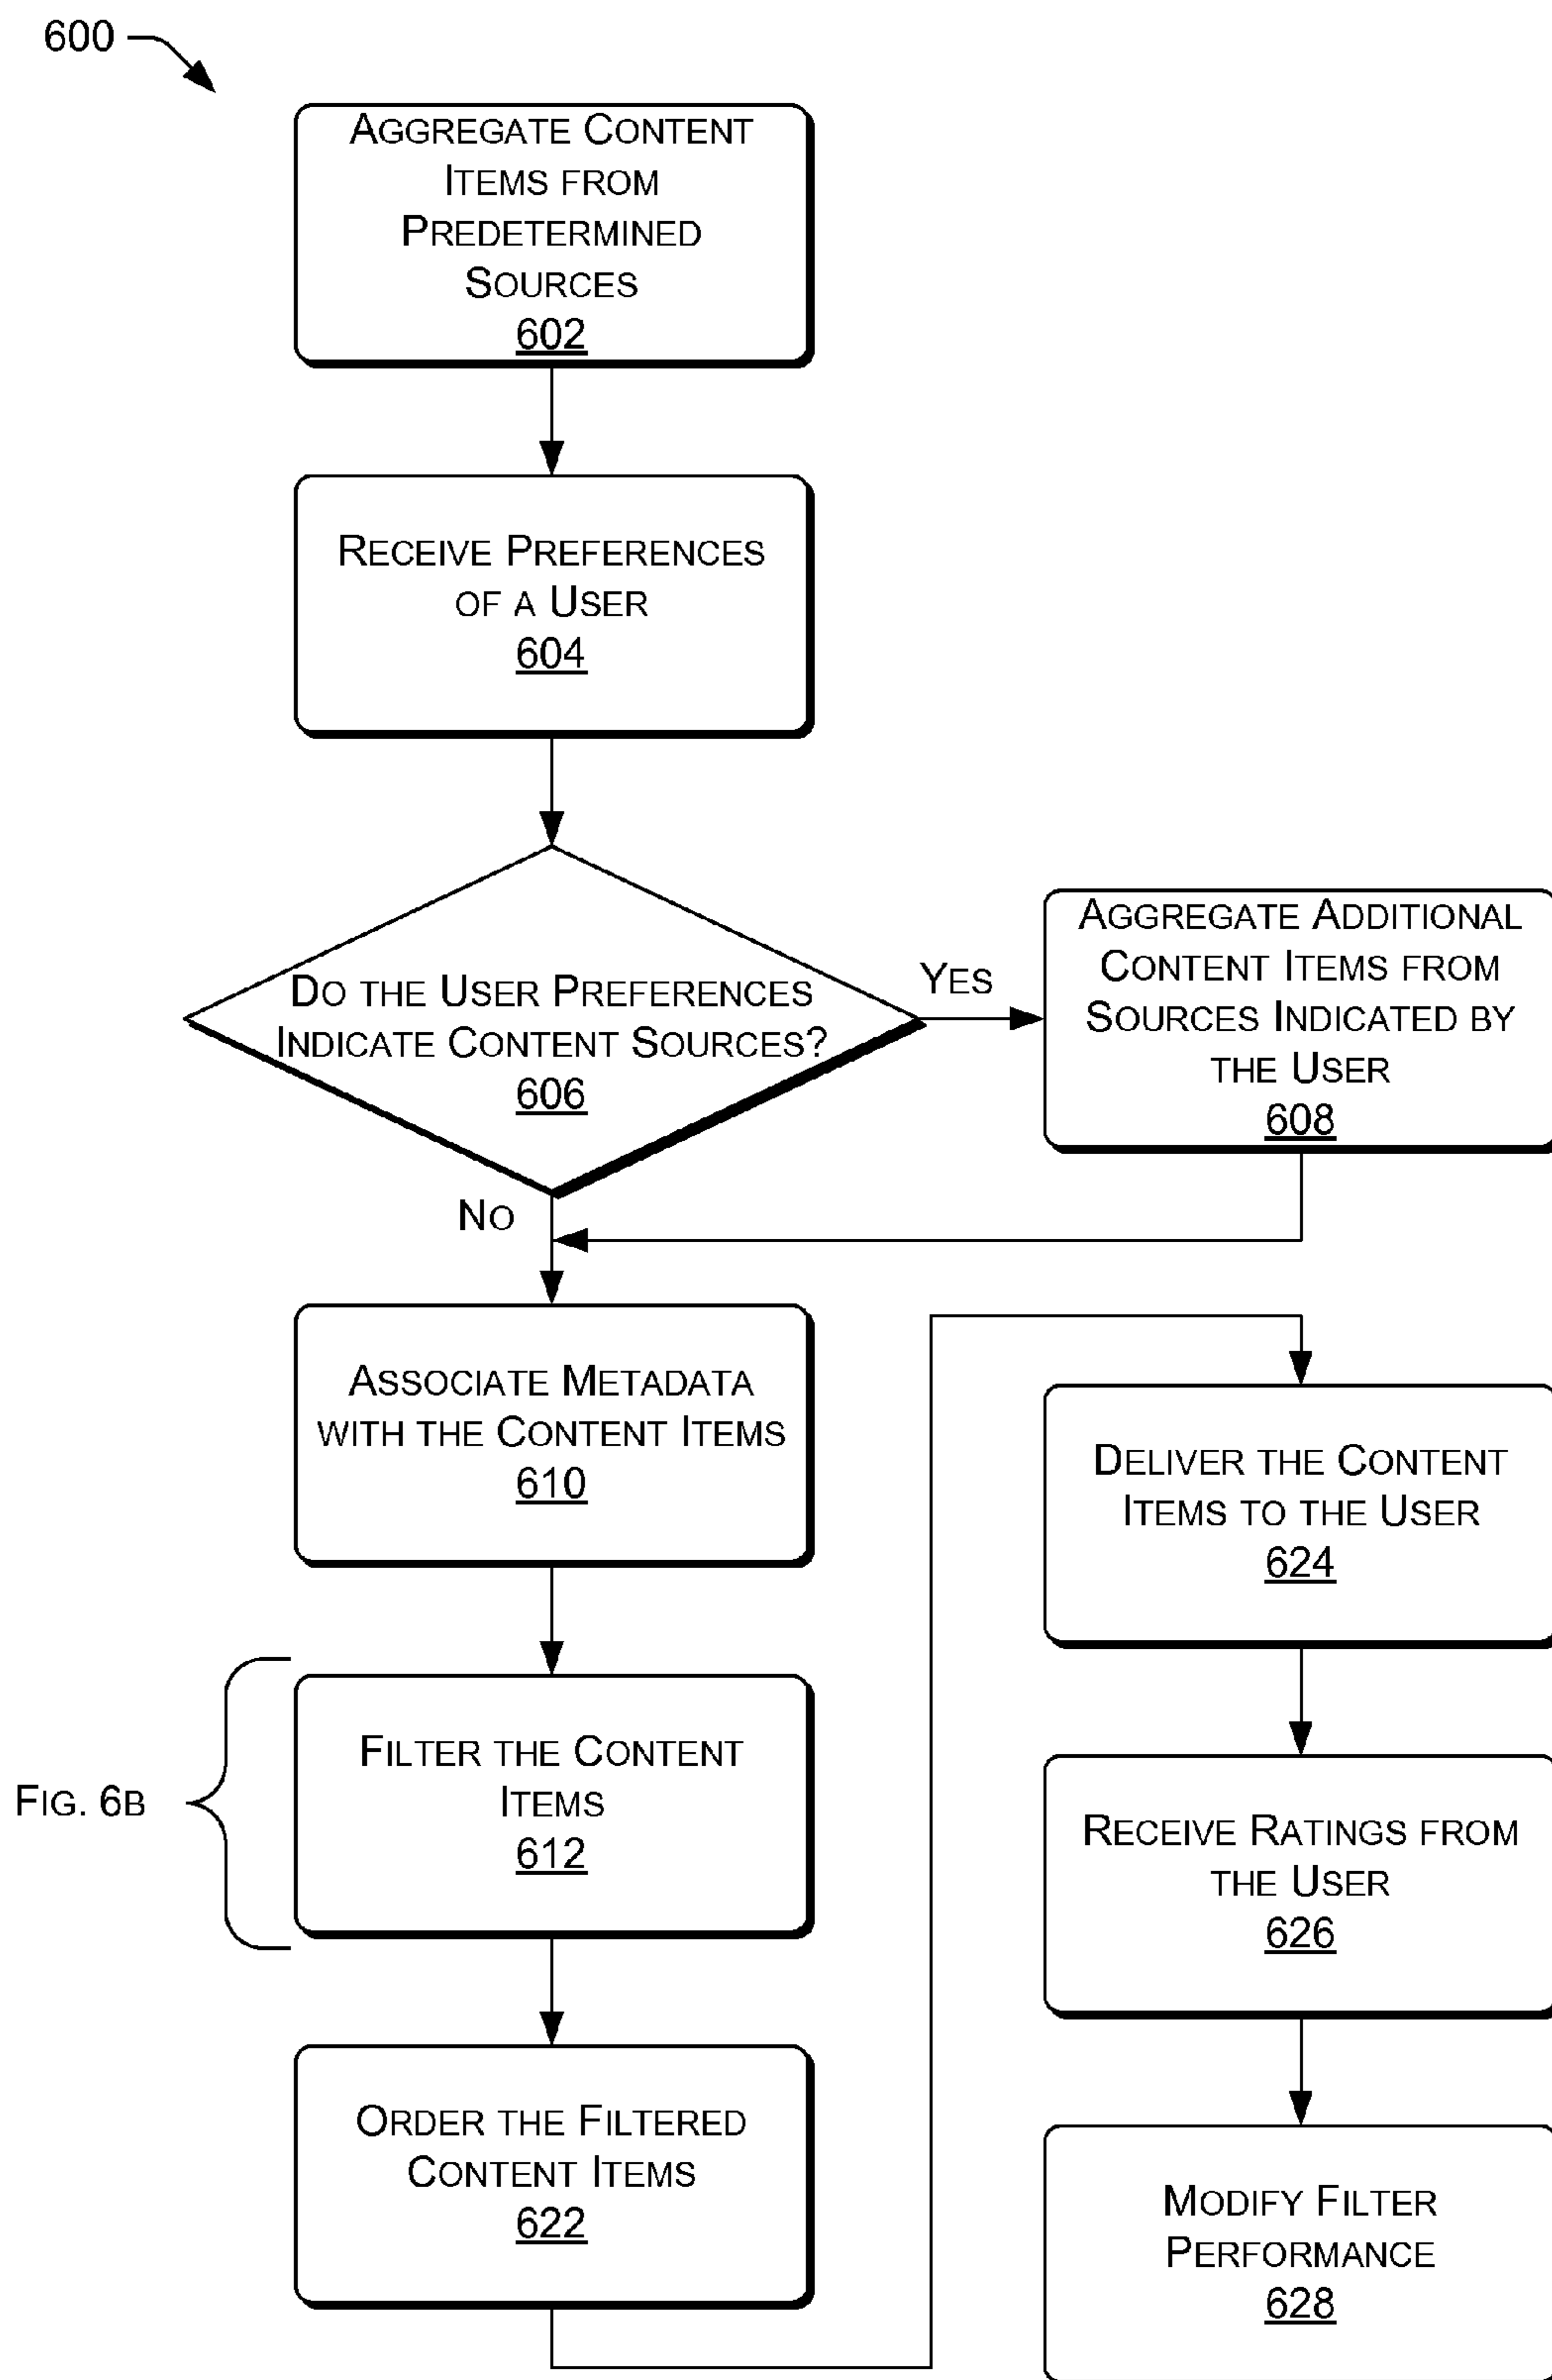 600
Aggregate Content
Items from
Predetermined
Sources
602
Receive Preferences
of a User
604
Do the User Preferences
Indicate Content Sources?
606
Yes
Aggregate Additional
Content Items from
Sources Indicated by
the User
608
No
Associate Metadata
with the Content Items
610
Fig. 6B
Filter the Content
Items
612
Order the Filtered
Content Items
622
Deliver the Content
Items to the User
624
Receive Ratings from
the User
626
Modify Filter
Performance
628